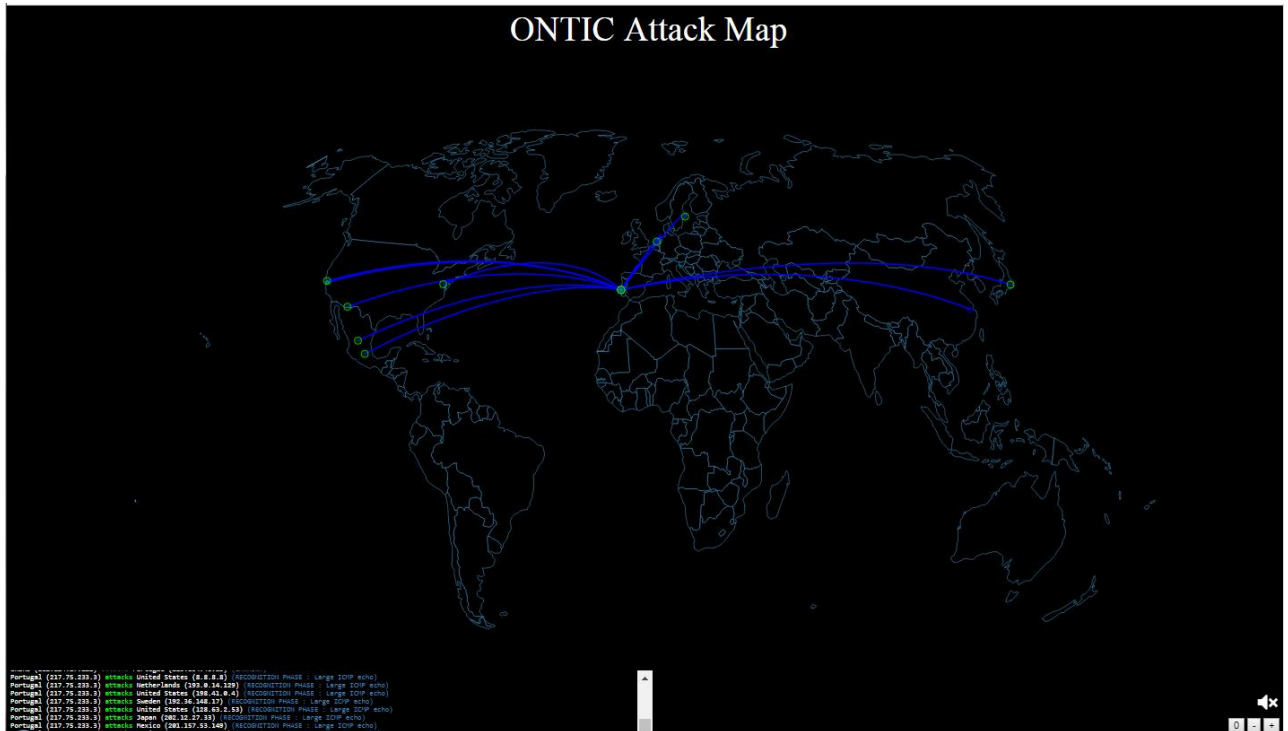 ONTIC Attack Map
Portugal (217.75.233.3) attacks United States (8.8.8.8) (RECOGNITION PHASE : Large ICMP echo)
Portugal (217.75.233.3) attacks Netherlands (193.0.14.129) (RECOGNITION PHASE : Large ICMP echo)
Portugal (217.75.233.3) attacks United States (198.41.0.4) (RECOGNITION PHASE : Large ICMP echo)
Portugal (217.75.233.3) attacks Sweden (192.36.148.17) (RECOGNITION PHASE : Large ICMP echo)
Portugal (217.75.233.3) attacks United States (128.63.2.53) (RECOGNITION PHASE : Large ICMP echo)
Portugal (217.75.233.3) attacks Japan (202.12.27.33) (RECOGNITION PHASE : Large ICMP echo)
Portugal (217.75.233.3) attacks Mexico (201.157.53.149) (RECOGNITION PHASE : Large ICMP echo)
0 - +